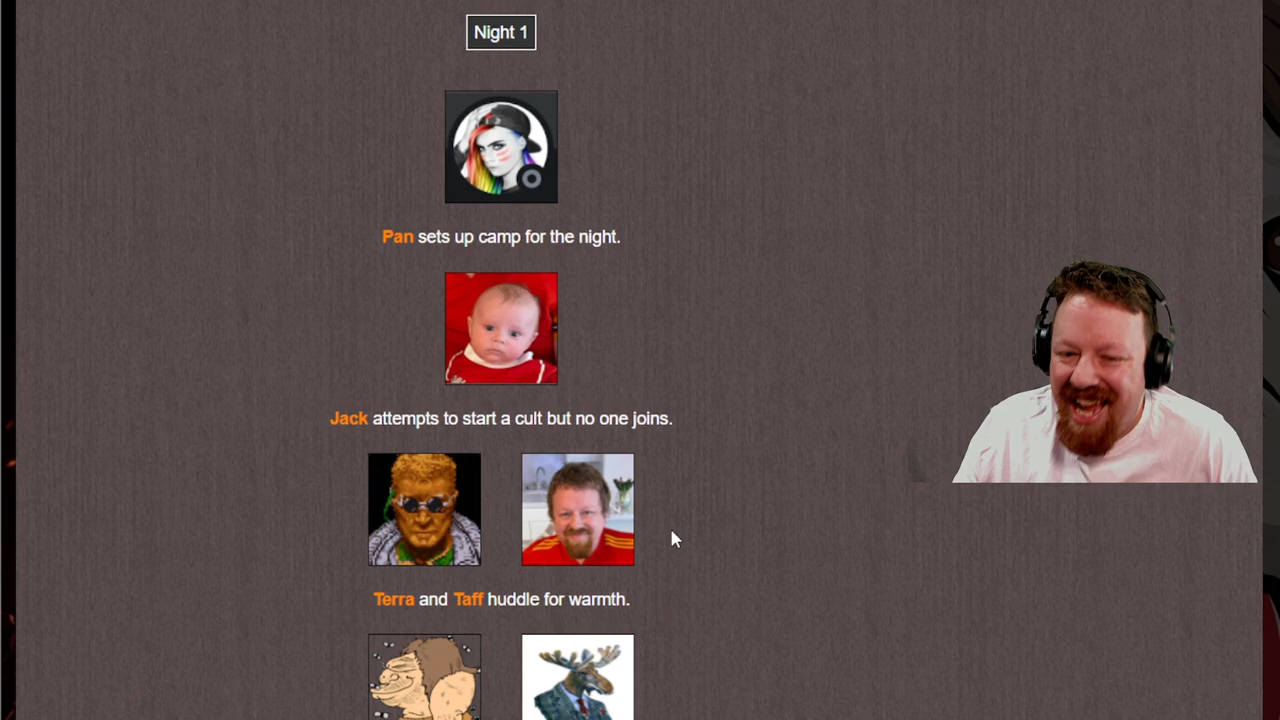 Night 1
Pan sets up camp for the night.
Jack attempts to start a cult but no one joins.
Terra and Taff huddle for warmth.